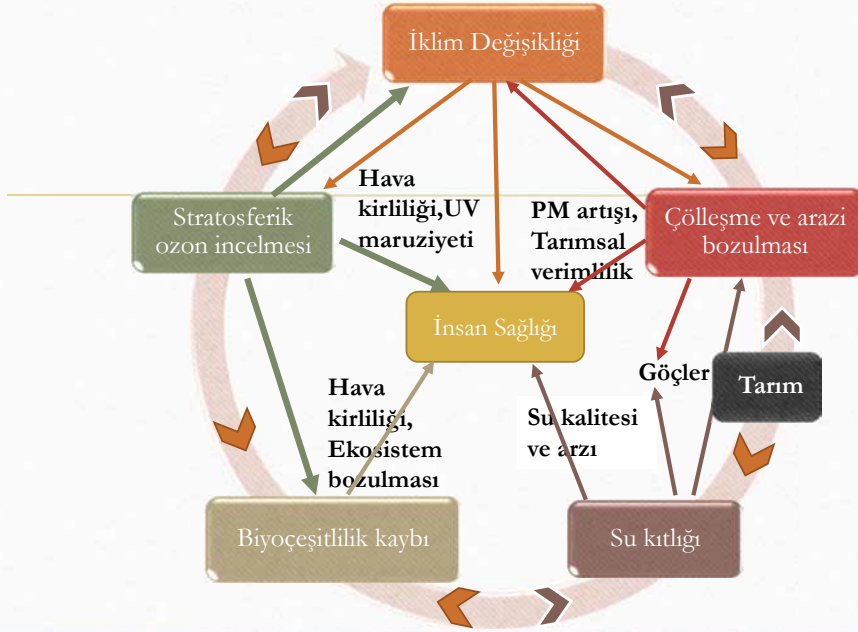 İklim Değişikliği
Stratosferik
ozon incelmesi
Hava
kirliliği,UV
maruziyeti
PM artışı,
Tarımsal
verimlilik
Çölleşme ve arazi
bozulması
İnsan Sağlığı
Göçler
Tarım
Hava
kirliliği,
Ekosistem
bozulması
Su kalitesi
ve arzı
Biyoçeşitlilik kaybı
Su kıtlığı